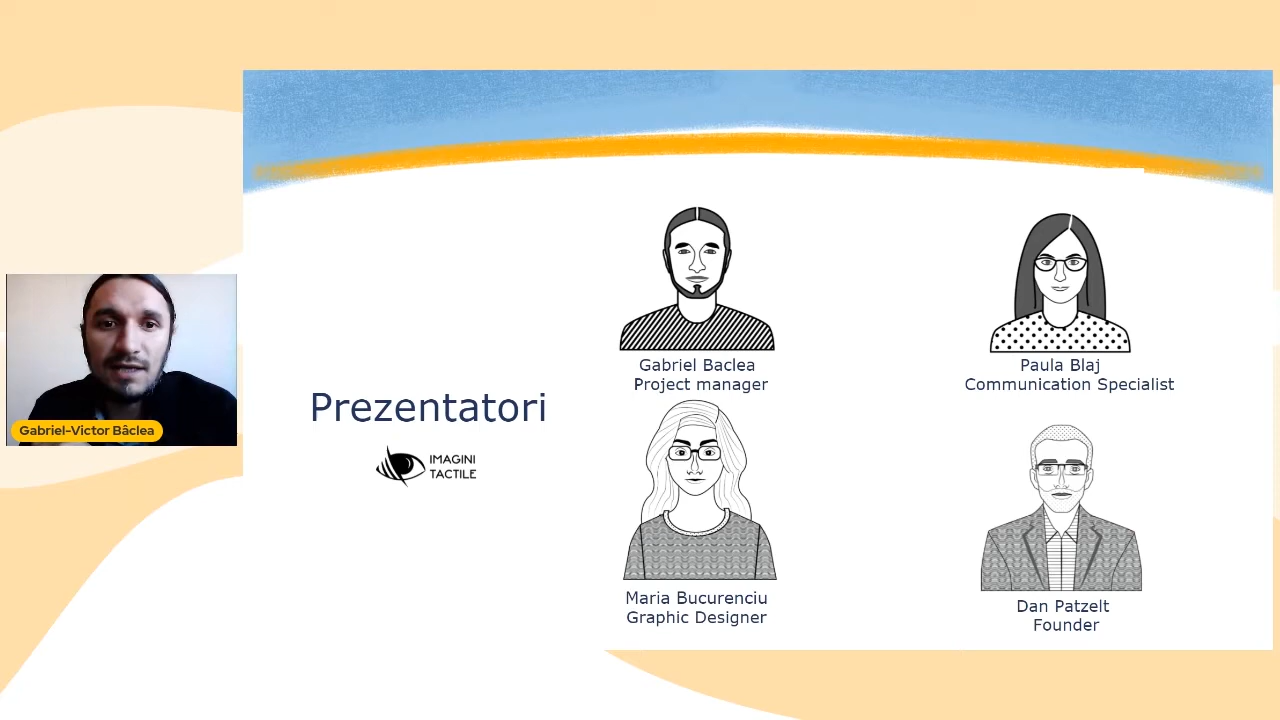 Gabriel Baclea
Project manager
Paula Blaj
Communication Specialist
Prezentatori
Gabriel-Victor Bâclea
IMAGINI
TACTILE
Maria Bucurenciu
Graphic Designer
Dan Patzelt
Founder